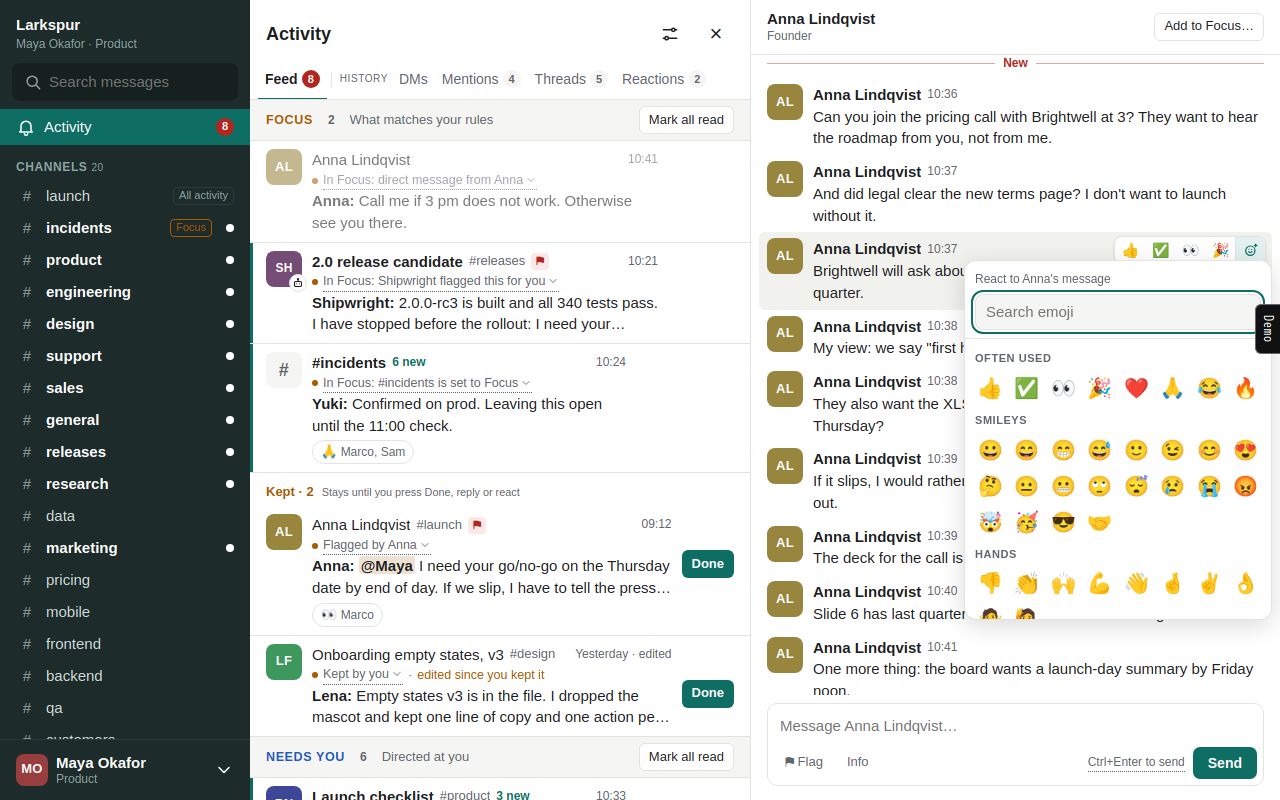 Larkspur
Maya Okafor · Product
Search messages
Activity 8
CHANNELS 20
# launch All activity
# incidents Focus
# product
# engineering
# design
# support
# sales
# general
# releases
# research
# data
# marketing
# pricing
# mobile
# frontend
# backend
# qa
# customers
MO Maya Okafor
Product
Activity
Feed 8 HISTORY DMs Mentions 4 Threads 5 Reactions 2
FOCUS 2 What matches your rules Mark all read
AL Anna Lindqvist 10:41
In Focus: direct message from Anna
Anna: Call me if 3 pm does not work. Otherwise
see you there.
SH 2.0 release candidate #releases 10:21
In Focus: Shipwright flagged this for you
Shipwright: 2.0.0-rc3 is built and all 340 tests pass.
I have stopped before the rollout: I need your…
# #incidents 6 new 10:24
In Focus: #incidents is set to Focus
Yuki: Confirmed on prod. Leaving this open
until the 11:00 check.
🙏 Marco, Sam
Kept · 2 Stays until you press Done, reply or react
AL Anna Lindqvist #launch 09:12
Flagged by Anna
Anna: @Maya I need your go/no-go on the Thursday
date by end of day. If we slip, I have to tell the press…
Done
👀 Marco
LF Onboarding empty states, v3 #design Yesterday · edited
Kept by you · edited since you kept it
Lena: Empty states v3 is in the file. I dropped the
mascot and kept one line of copy and one action pe…
Done
NEEDS YOU 6 Directed at you Mark all read
Launch checklist #product 3 new 10:33
Anna Lindqvist
Founder
Add to Focus…
New
AL Anna Lindqvist 10:36
Can you join the pricing call with Brightwell at 3? They want to hear
the roadmap from you, not from me.
AL Anna Lindqvist 10:37
And did legal clear the new terms page? I don't want to launch
without it.
AL Anna Lindqvist 10:37
Brightwell will ask abou
quarter.
AL Anna Lindqvist 10:38
My view: we say "first h
AL Anna Lindqvist 10:38
They also want the XLS
Thursday?
AL Anna Lindqvist 10:39
If it slips, I would rather
out.
AL Anna Lindqvist 10:39
The deck for the call is
AL Anna Lindqvist 10:40
Slide 6 has last quarter
AL Anna Lindqvist 10:41
One more thing: the board wants a launch-day summary by Friday
noon.
React to Anna's message
Search emoji
OFTEN USED
SMILEYS
HANDS
Demo
Message Anna Lindqvist…
Flag Info Ctrl+Enter to send Send